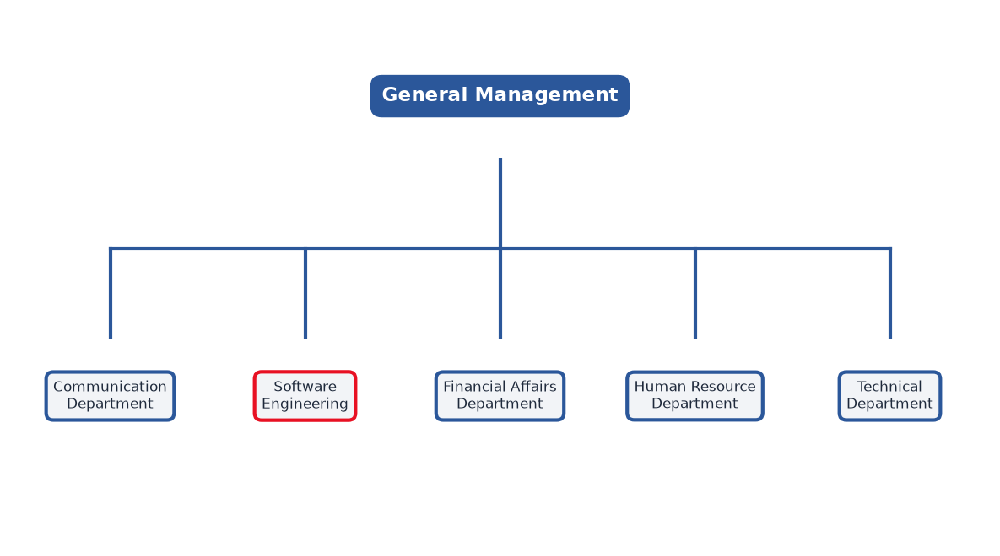 General Management
Communication
Department
Software
Engineering
Financial Affairs
Department
Human Resource
Department
Technical
Department